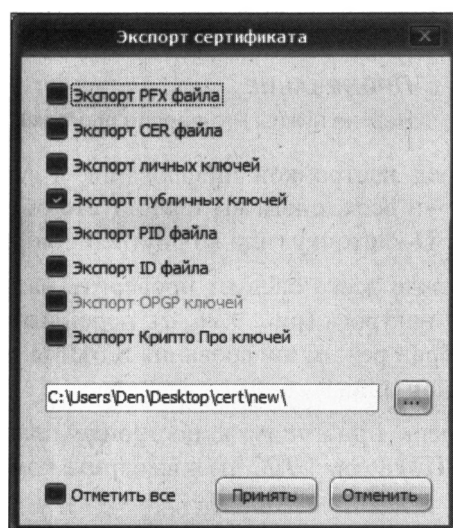 Экспорт сертификата
Экспорт PFX файла
Экспорт CER файла
Экспорт личных ключей
Экспорт публичных ключей
Экспорт PID файла
Экспорт ID файла
Экспорт OPGP ключей
Экспорт Крипто Про ключей
C:\Users\Den\Desktop\cert\new\
...
Отметить все
Принять
Отменить